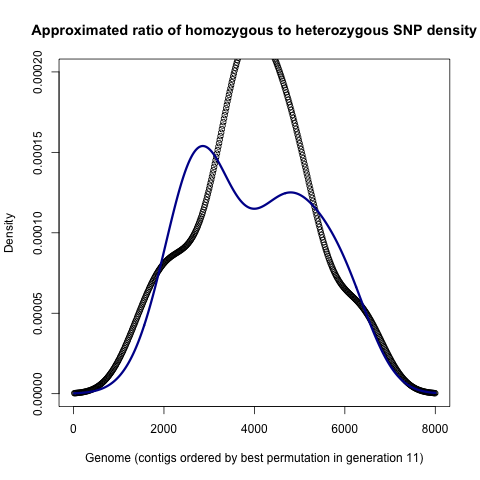 Approximated ratio of homozygous to heterozygous SNP density
0.00020
0.00015
0.00010
0.00005
0.00000
Density
0 2000 4000 6000 8000
Genome (contigs ordered by best permutation in generation 11)